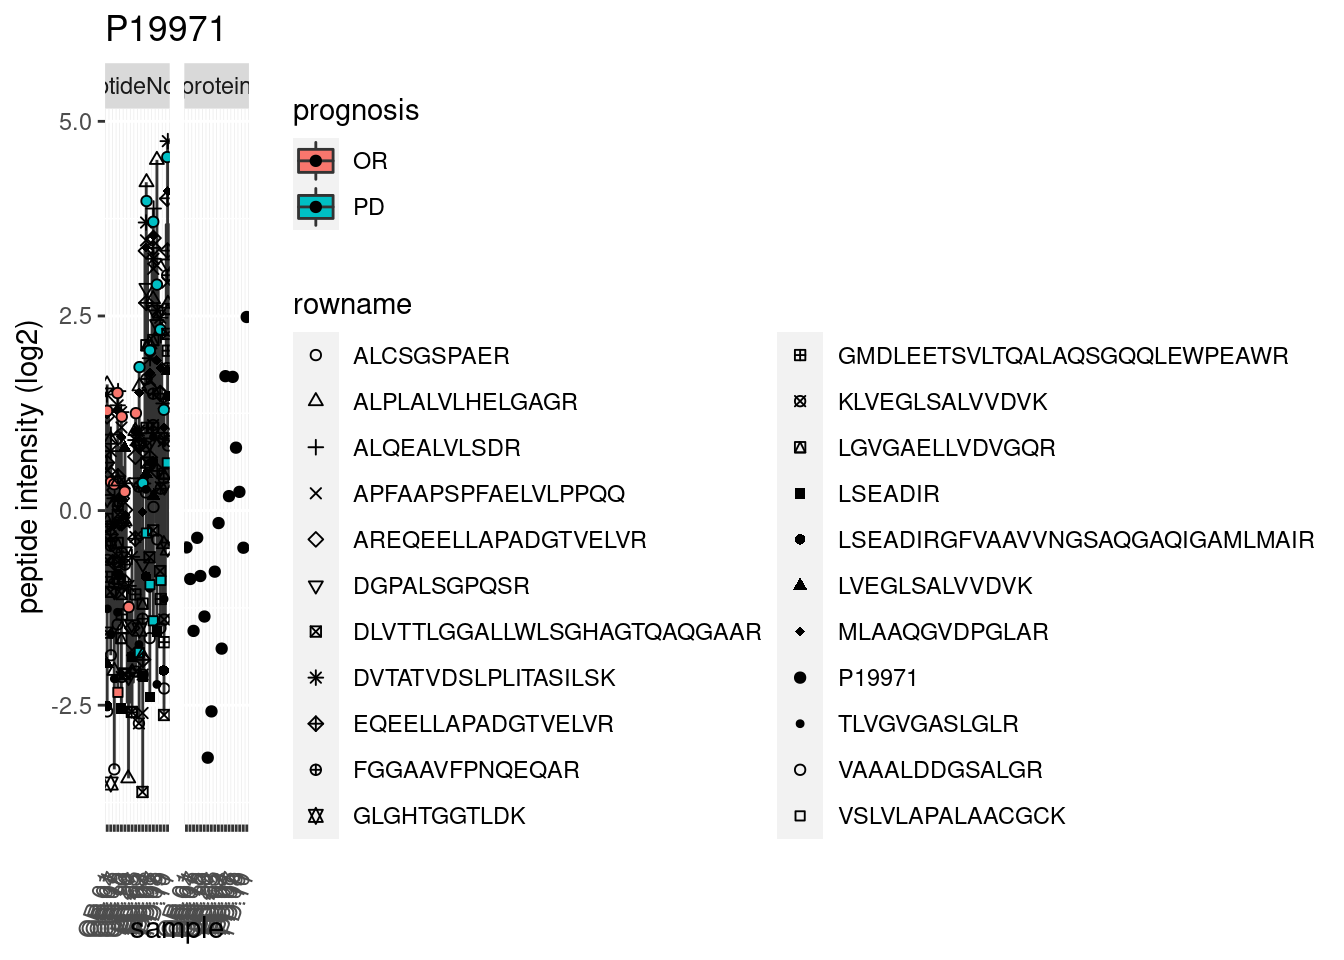 P19971
ptideNo
protein
5.0
2.5
0.0
-2.5
peptide intensity (log2)
sample
prognosis
OR
PD
rowname
ALCSGSPAER
ALPLALVLHELGAGR
ALQEALVLSDR
APFAAPSPFAELVLPPQQ
AREQEELLAPADGTVELVR
DGPALSGPQSR
DLVTTLGGALLWLSGHAGTQAQGAAR
DVTATVDSLPLITASILSK
EQEELLAPADGTVELVR
FGGAAVFPNQEQAR
GLGHTGGTLDK
GMDLEETSVLTQALAQSGQQLEWPEAWR
KLVEGLSALVVDVK
LGVGAELLVDVGQR
LSEADIR
LSEADIRGFVAAVVNGSAQGAQIGAMLMAIR
LVEGLSALVVDVK
MLAAQGVDPGLAR
P19971
TLVGVGASLGLR
VAAALDDGSALGR
VSLVLAPALAACGCK